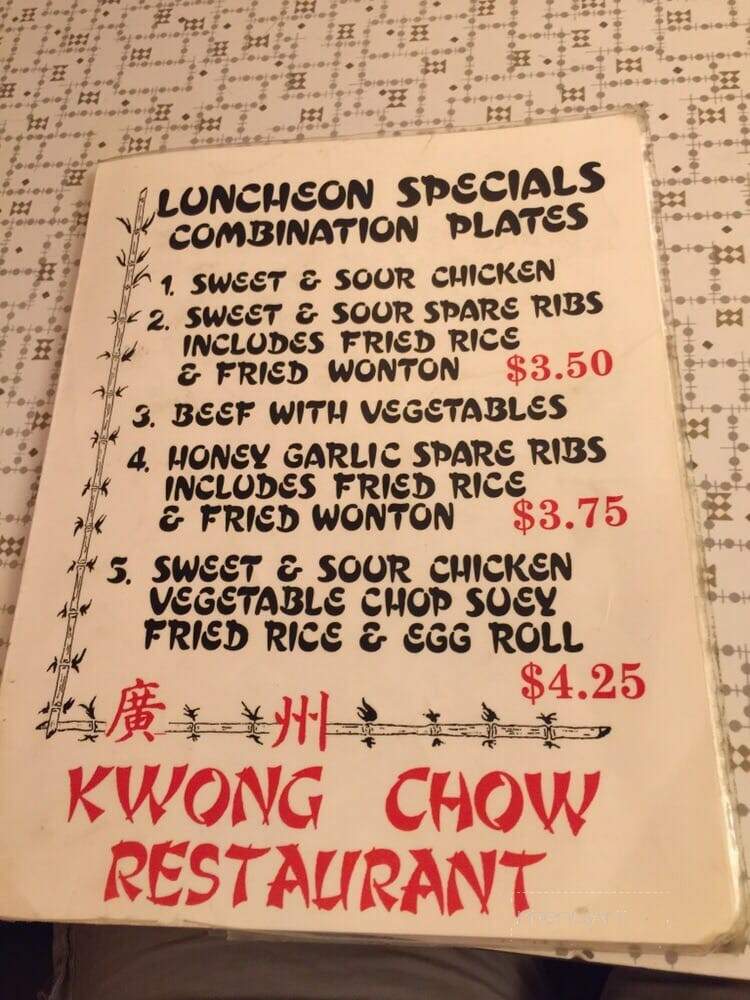 LUNCHEON SPECIALS
COMBINATION PLATES
1. SWEET & SOUR CHICKEN
2. SWEET & SOUR SPARE RIBS
INCLUDES FRIED RICE
& FRIED WONTON $3.50
3. BEEF WITH VEGETABLES
4. HONEY GARLIC SPARE RIBS
INCLUDES FRIED RICE
& FRIED WONTON $3.75
5. SWEET & SOUR CHICKEN
VEGETABLE CHOP SUEY
FRIED RICE & EGG ROLL
$4.25
廣 州
KWONG CHOW
RESTAURANT